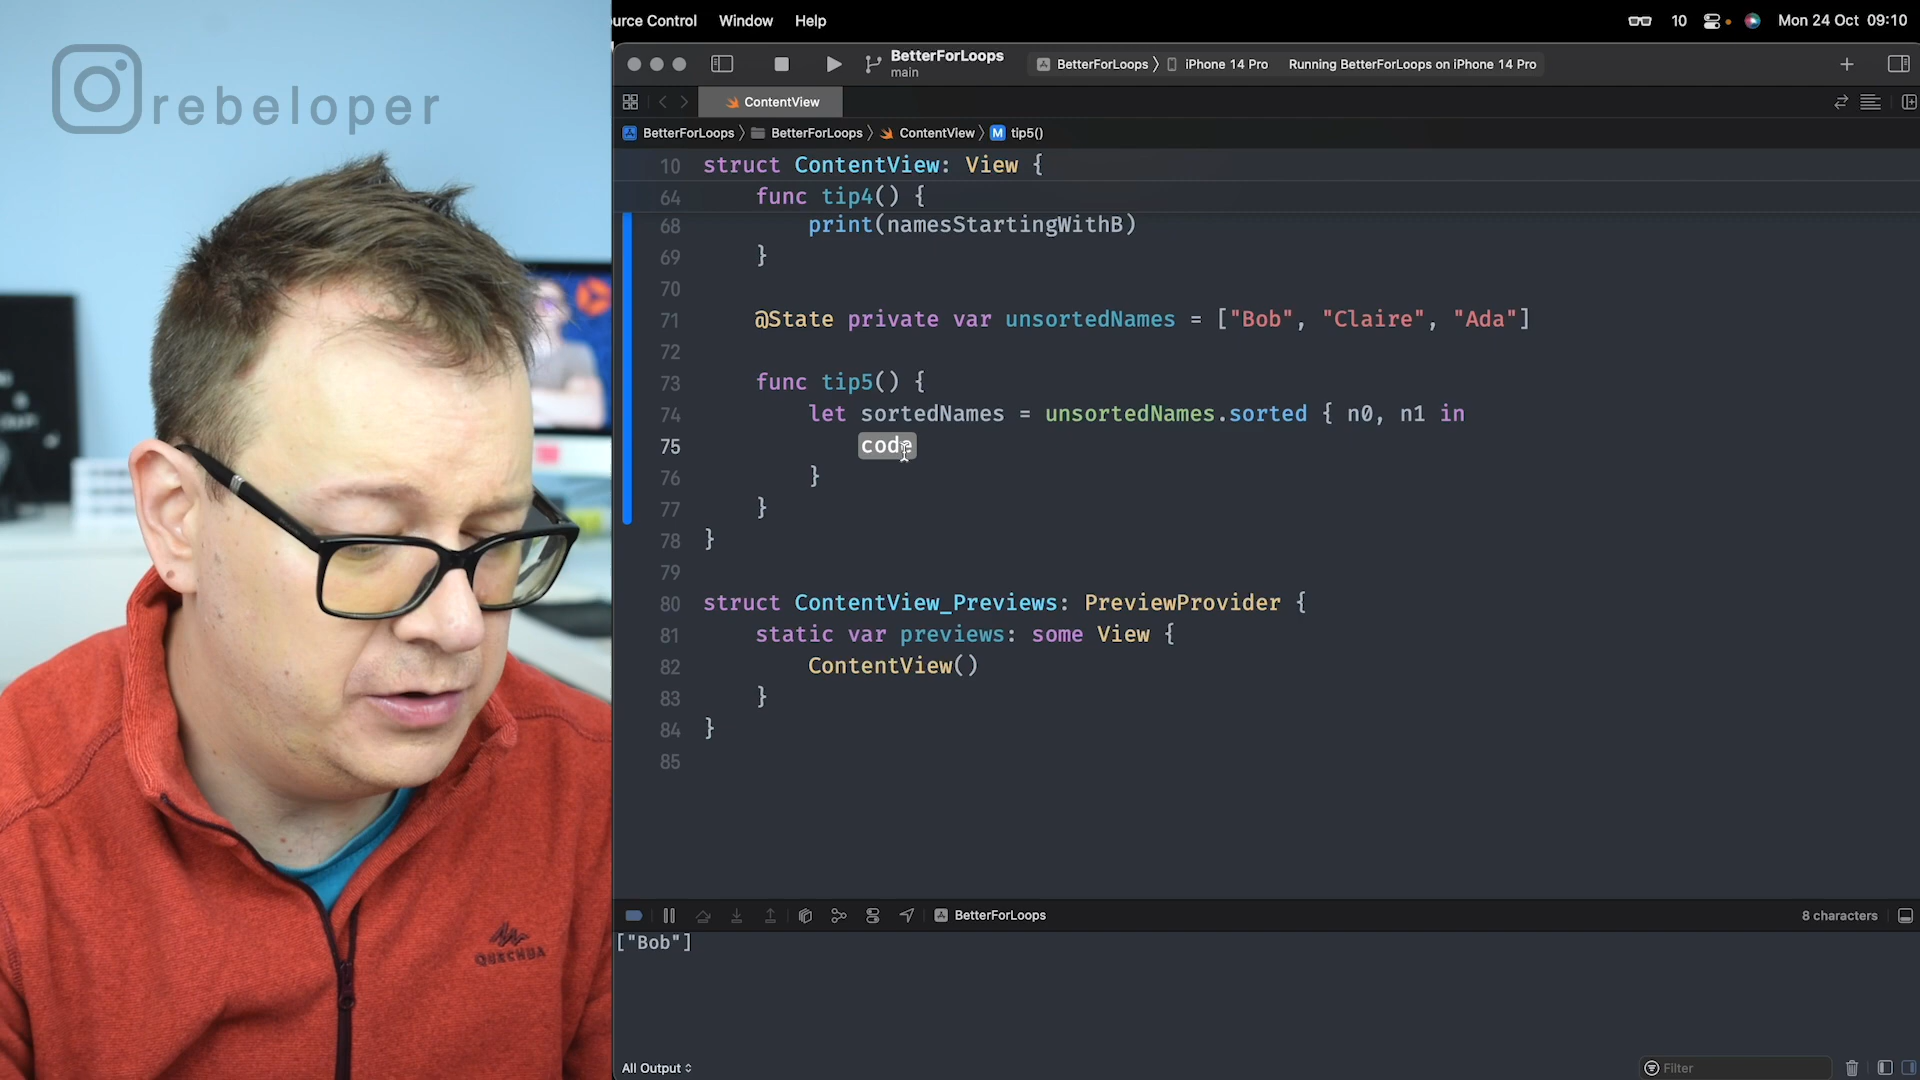 rebeloper
urce Control Window Help
10 Mon 24 Oct 09:10
BetterForLoops
main
BetterForLoops 〉 iPhone 14 Pro Running BetterForLoops on iPhone 14 Pro
ContentView
BetterForLoops 〉 BetterForLoops 〉 ContentView 〉 M tip5()
10 struct ContentView: View {
64 func tip4() {
68 print(namesStartingWithB)
69 }
70
71 @State private var unsortedNames = ["Bob", "Claire", "Ada"]
72
73 func tip5() {
74 let sortedNames = unsortedNames.sorted { n0, n1 in
75 code
76 }
77 }
78 }
79
80 struct ContentView_Previews: PreviewProvider {
81 static var previews: some View {
82 ContentView()
83 }
84 }
85
BetterForLoops 8 characters
["Bob"]
All Output Filter
QUECHUA